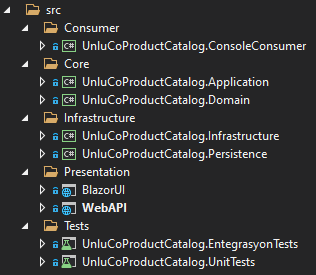 src
Consumer
C# UnluCoProductCatalog.ConsoleConsumer
Core
C# UnluCoProductCatalog.Application
C# UnluCoProductCatalog.Domain
Infrastructure
C# UnluCoProductCatalog.Infrastructure
C# UnluCoProductCatalog.Persistence
Presentation
BlazorUI
WebAPI
Tests
UnluCoProductCatalog.EntegrasyonTests
UnluCoProductCatalog.UnitTests